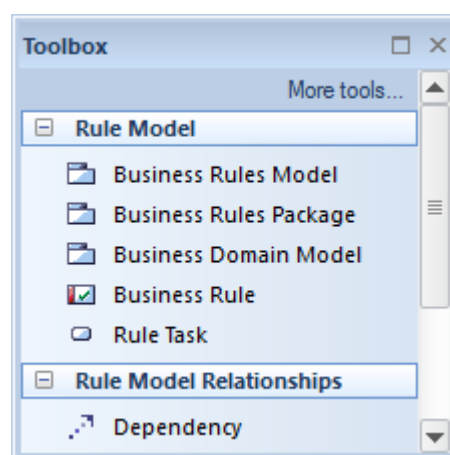 Toolbox
More tools...
Rule Model
Business Rules Model
Business Rules Package
Business Domain Model
Business Rule
Rule Task
Rule Model Relationships
Dependency